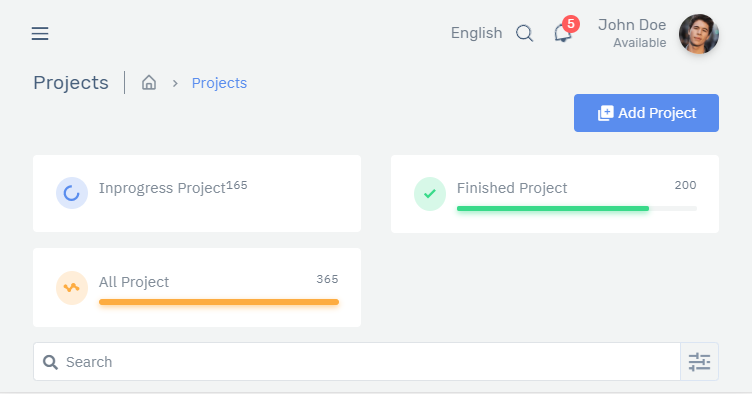 English
5
John Doe
Available
Projects
Projects
Add Project
Inprogress Project165
Finished Project 200
All Project 365
Search